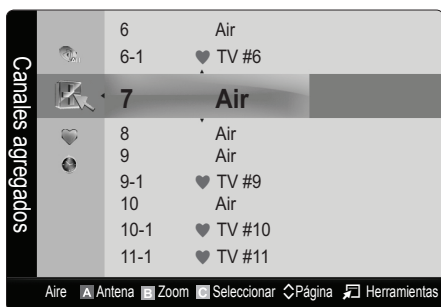 Canales agregados
6 Air
6-1 ♥ TV #6
7 Air
8 Air
9 Air
9-1 ♥ TV #9
10 Air
10-1 ♥ TV #10
11-1 ♥ TV #11
Aire A Antena B Zoom C Seleccionar Página Herramientas